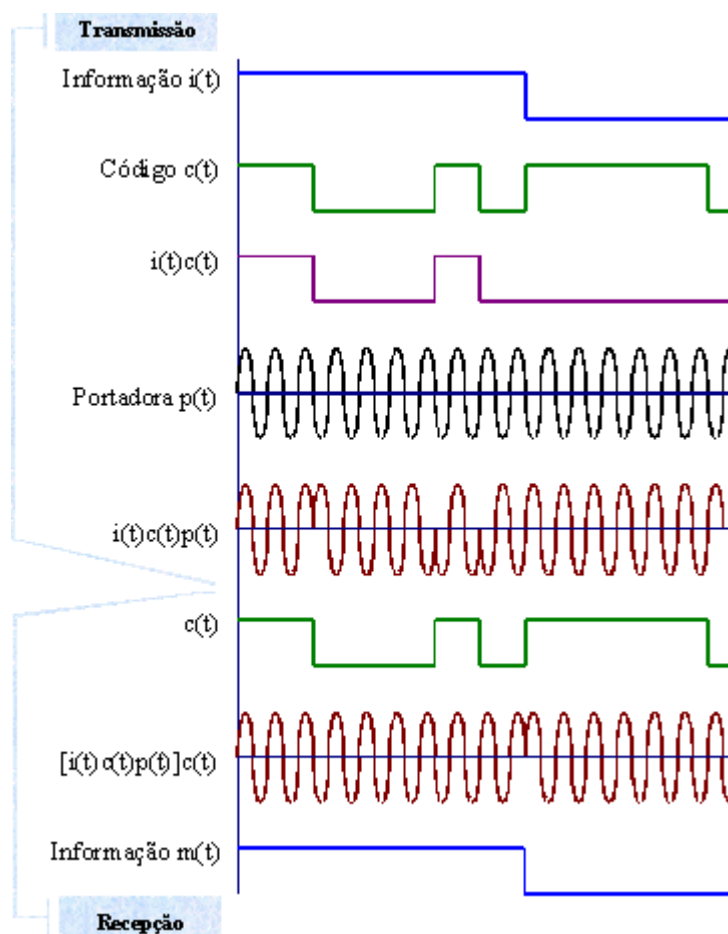 Transmissão
Informação i(t)
Código c(t)
i(t)c(t)
Portadora p(t)
i(t)c(t)p(t)
c(t)
[i(t)c(t)p(t)]c(t)
Informação m(t)
Recepção